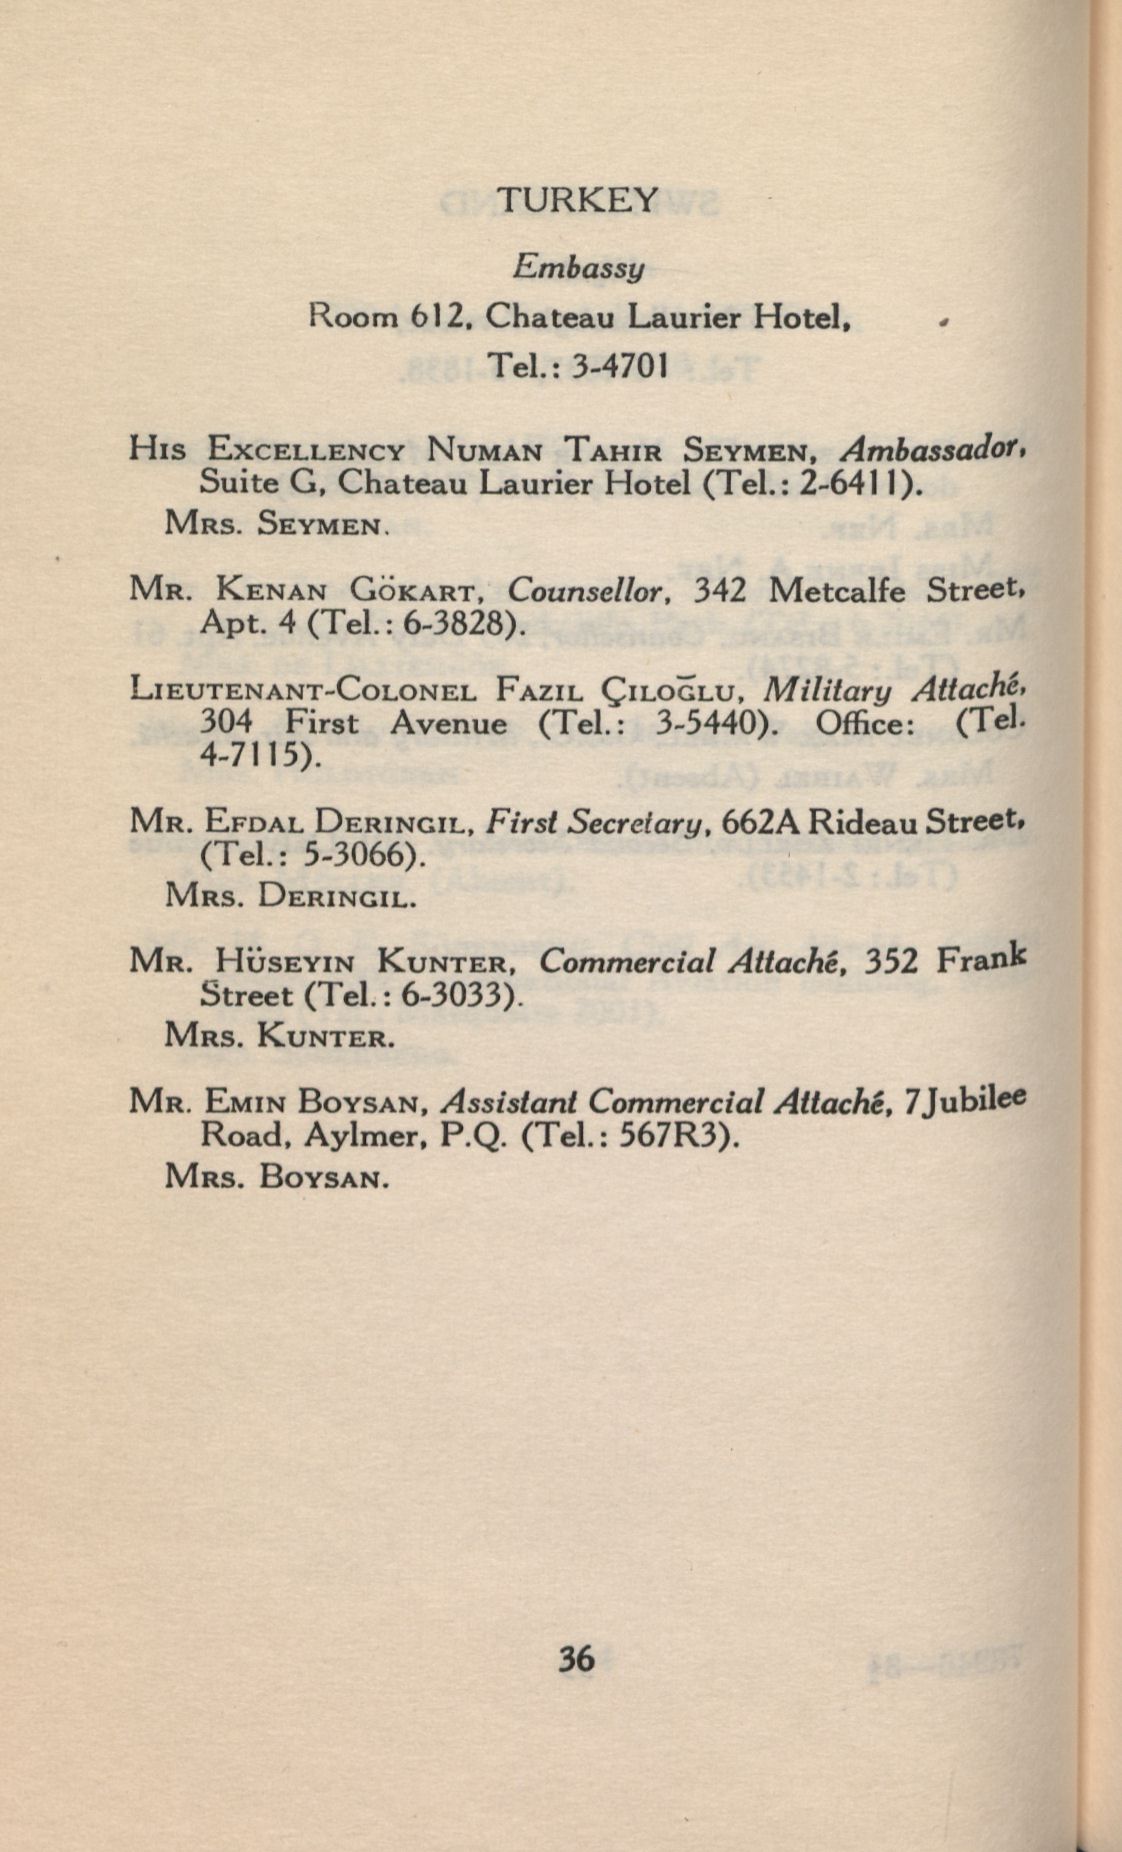 TURKEY
Embassy
Room 612, Chateau Laurier Hotel,
Tel.: 3-4701
His Excellency Numan Tahir Seymen, Ambassador,
Suite G, Chateau Laurier Hotel (Tel.: 2-6411).
Mrs. Seymen.
Mr. Kenan Gökart, Counsellor, 342 Metcalfe Street,
Apt. 4 (Tel.: 6-3828).
Lieutenant-Colonel Fazil Çiloğlu, Military Attaché,
304 First Avenue (Tel.: 3-5440). Office: (Tel.
4-7115).
Mr. Efdal Deringil, First Secretary, 662A Rideau Street,
(Tel.: 5-3066).
Mrs. Deringil.
Mr. Hüseyin Kunter, Commercial Attaché, 352 Frank
Street (Tel.: 6-3033).
Mrs. Kunter.
Mr. Emin Boysan, Assistant Commercial Attaché, 7 Jubilee
Road, Aylmer, P.Q. (Tel.: 567R3).
Mrs. Boysan.
36